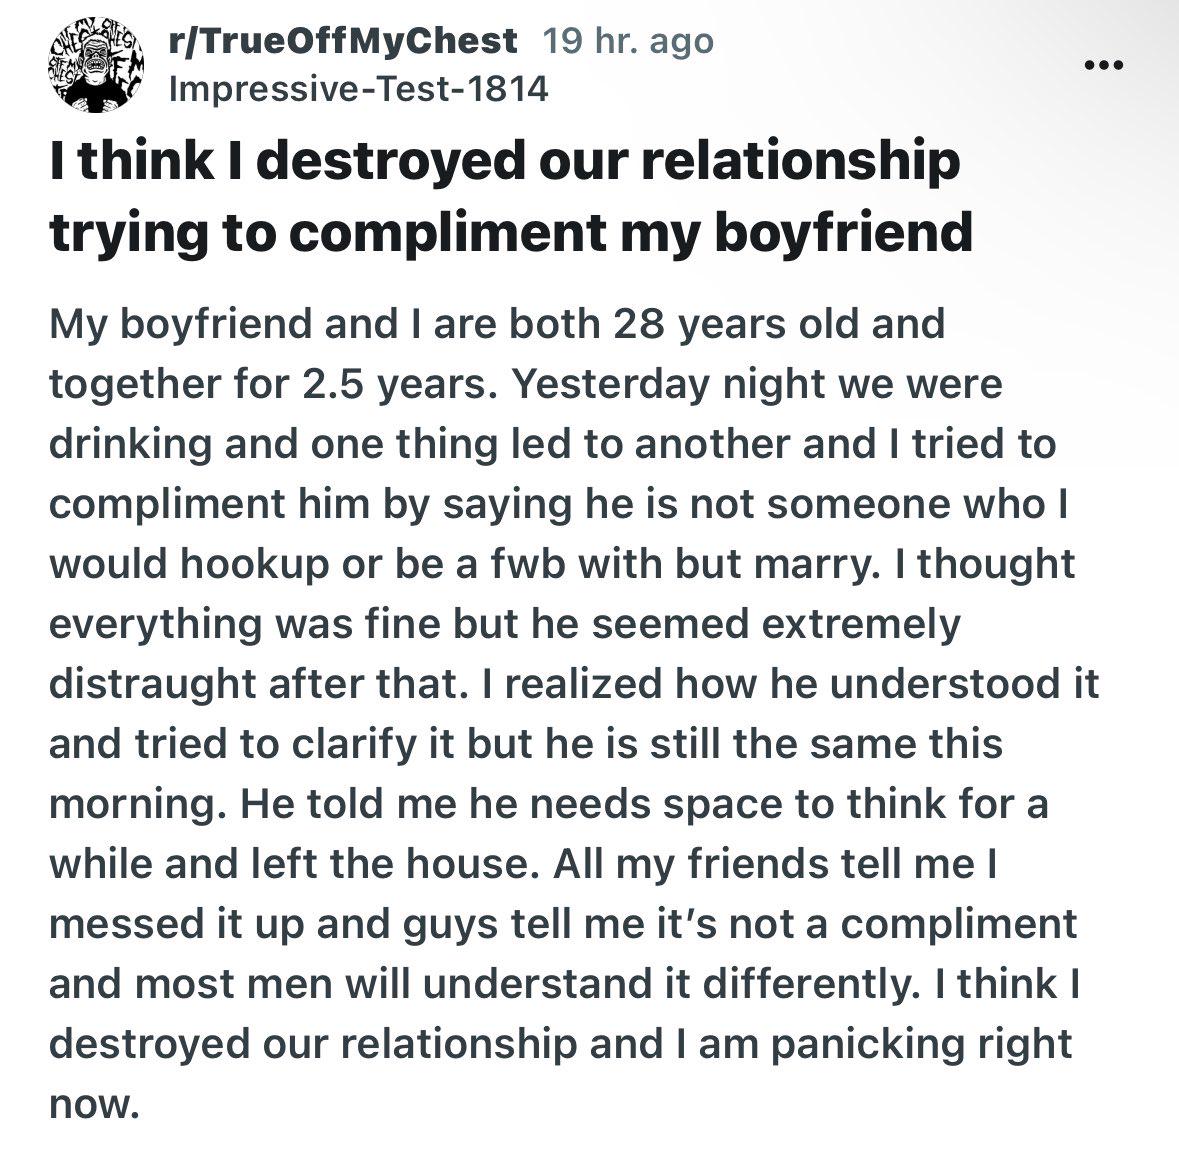 r/TrueOffMyChest 19 hr. ago
Impressive-Test-1814
I think I destroyed our relationship
trying to compliment my boyfriend
My boyfriend and I are both 28 years old and
together for 2.5 years. Yesterday night we were
drinking and one thing led to another and I tried to
compliment him by saying he is not someone who I
would hookup or be a fwb with but marry. I thought
everything was fine but he seemed extremely
distraught after that. I realized how he understood it
and tried to clarify it but he is still the same this
morning. He told me he needs space to think for a
while and left the house. All my friends tell me I
messed it up and guys tell me it’s not a compliment
and most men will understand it differently. I think I
destroyed our relationship and I am panicking right
now.